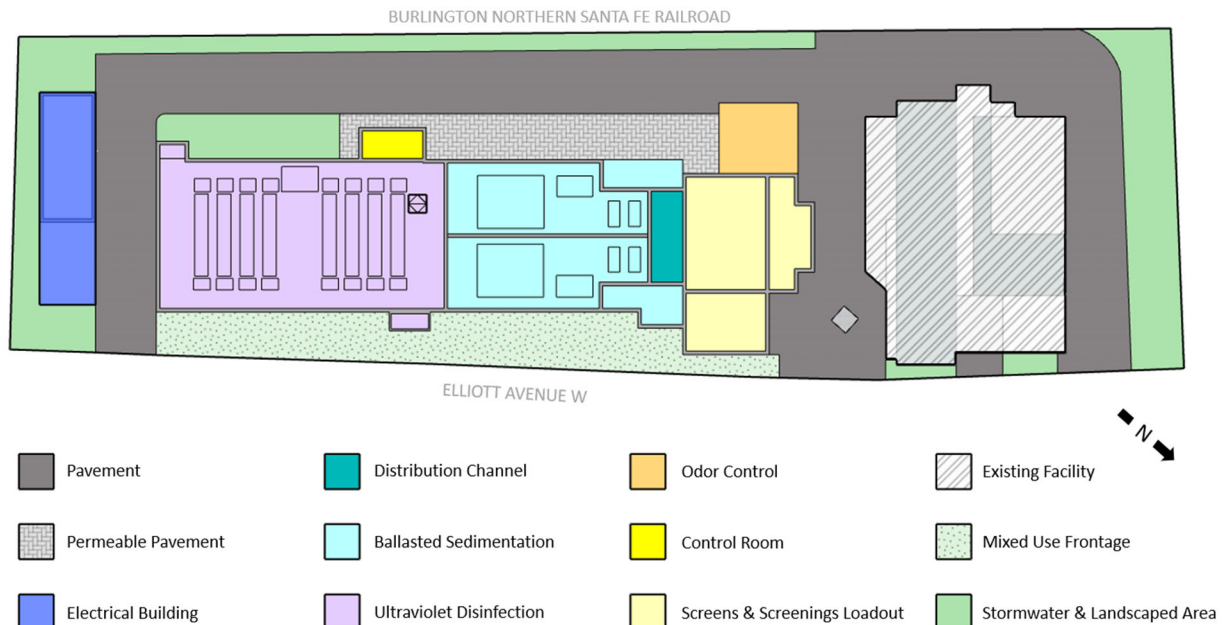 BURLINGTON NORTHERN SANTA FE RAILROAD
ELLIOTT AVENUE W
N
Pavement
Distribution Channel
Odor Control
Existing Facility
Permeable Pavement
Ballasted Sedimentation
Control Room
Mixed Use Frontage
Electrical Building
Ultraviolet Disinfection
Screens & Screenings Loadout
Stormwater & Landscaped Area